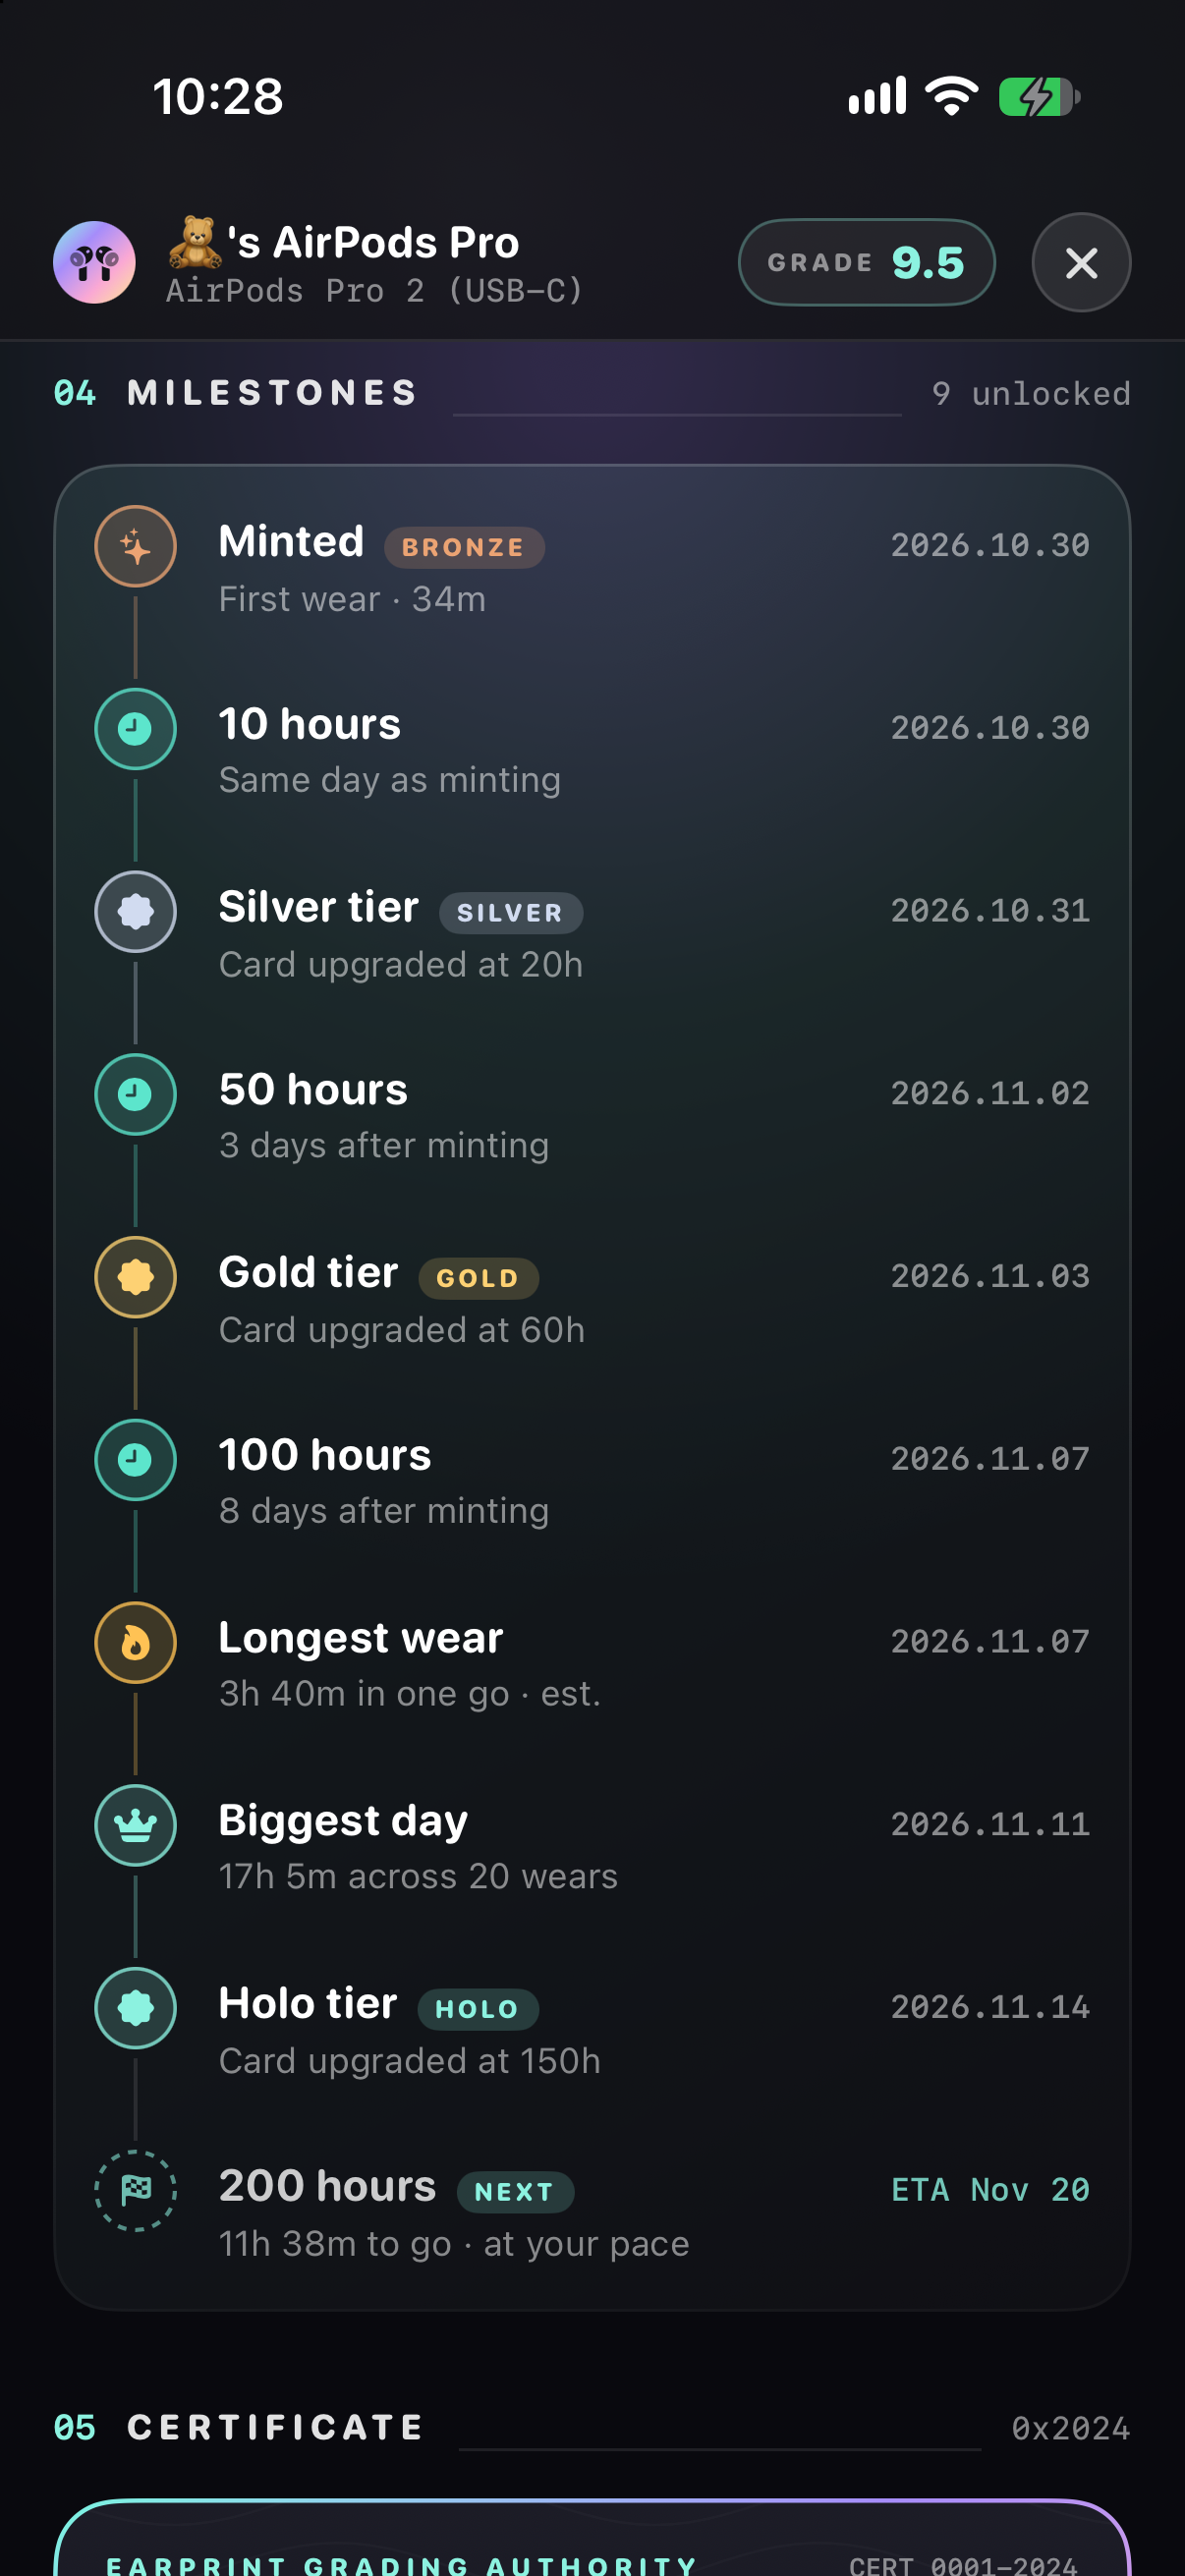 10:28
🧸's AirPods Pro
AirPods Pro 2 (USB-C)
GRADE 9.5
04 MILESTONES 9 unlocked
Minted BRONZE 2026.10.30
First wear · 34m
10 hours 2026.10.30
Same day as minting
Silver tier SILVER 2026.10.31
Card upgraded at 20h
50 hours 2026.11.02
3 days after minting
Gold tier GOLD 2026.11.03
Card upgraded at 60h
100 hours 2026.11.07
8 days after minting
Longest wear 2026.11.07
3h 40m in one go · est.
Biggest day 2026.11.11
17h 5m across 20 wears
Holo tier HOLO 2026.11.14
Card upgraded at 150h
200 hours NEXT ETA Nov 20
11h 38m to go · at your pace
05 CERTIFICATE 0x2024
EARPRINT GRADING AUTHORITY CERT 0001-2024